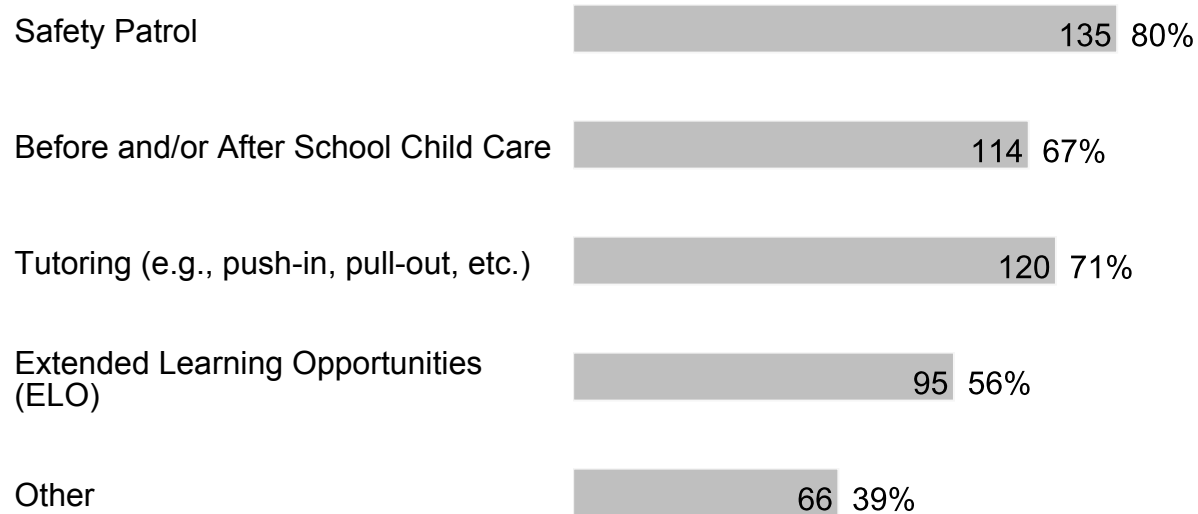 Safety Patrol 135 80%
Before and/or After School Child Care 114 67%
Tutoring (e.g., push-in, pull-out, etc.) 120 71%
Extended Learning Opportunities
(ELO) 95 56%
Other 66 39%